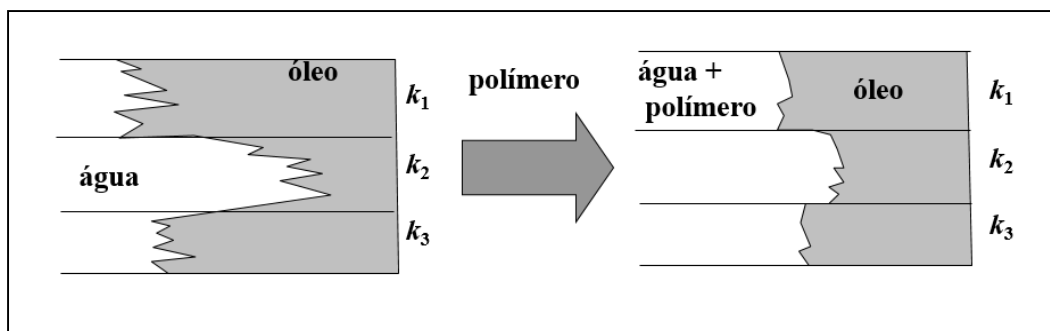 óleo
k1
água
k2
k3
polímero
água +
polímero
óleo
k1
k2
k3